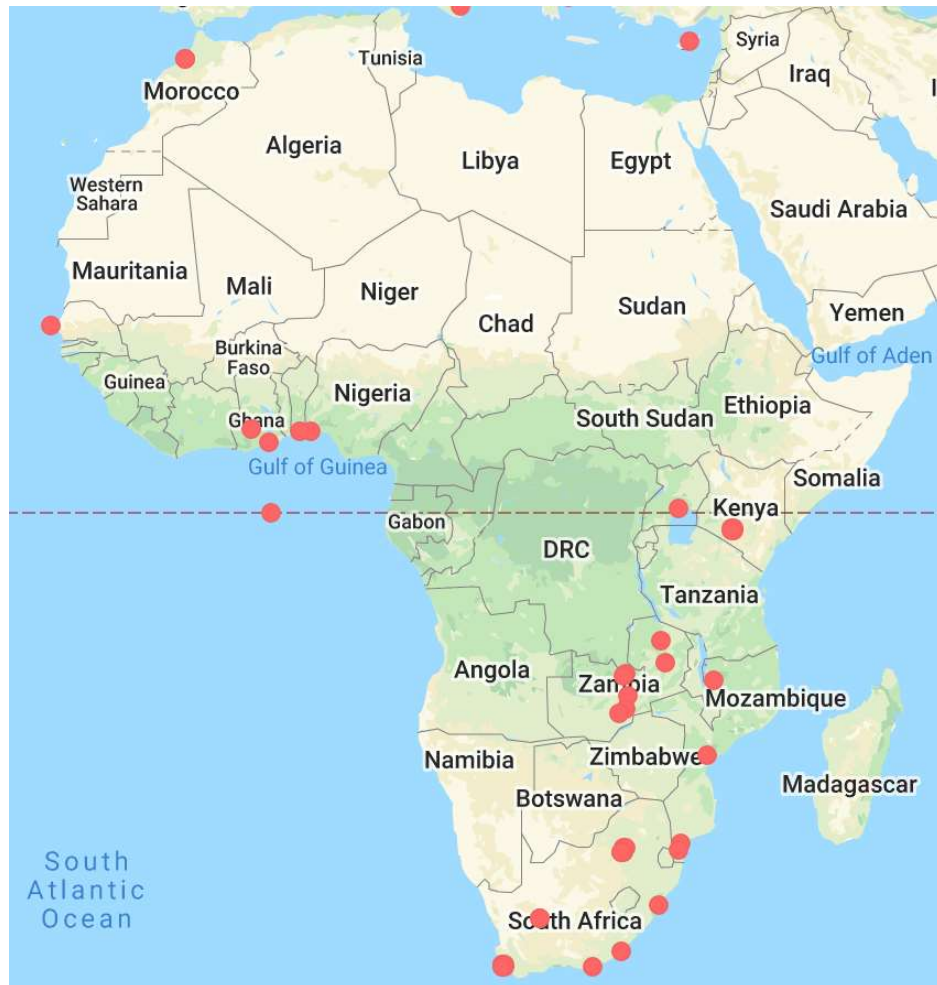 Tunisia
Syria
Iraq
Morocco
Algeria
Libya
Egypt
Western
Sahara
Saudi Arabia
Mauritania
Mali
Niger
Chad
Sudan
Yemen
Burkina
Faso
Gulf of Aden
Guinea
Nigeria
Ethiopia
Ghana
South Sudan
Gulf of Guinea
Somalia
Kenya
Gabon
DRC
Tanzania
Angola
Zambia
Mozambique
Namibia
Zimbabwe
Botswana
Madagascar
South
Atlantic
Ocean
South Africa